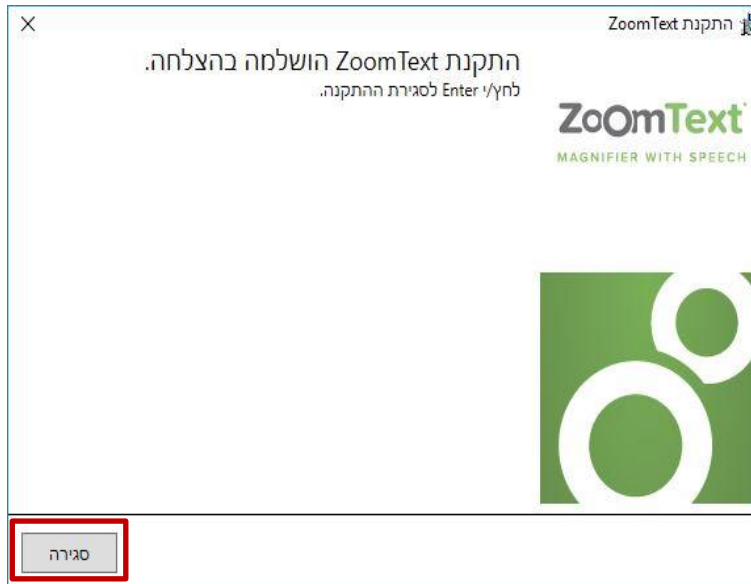 התקנת ZoomText
התקנת ZoomText הושלמה בהצלחה.
לחץ/י Enter לסגירת ההתקנה.
ZoomText
MAGNIFIER WITH SPEECH
סגירה